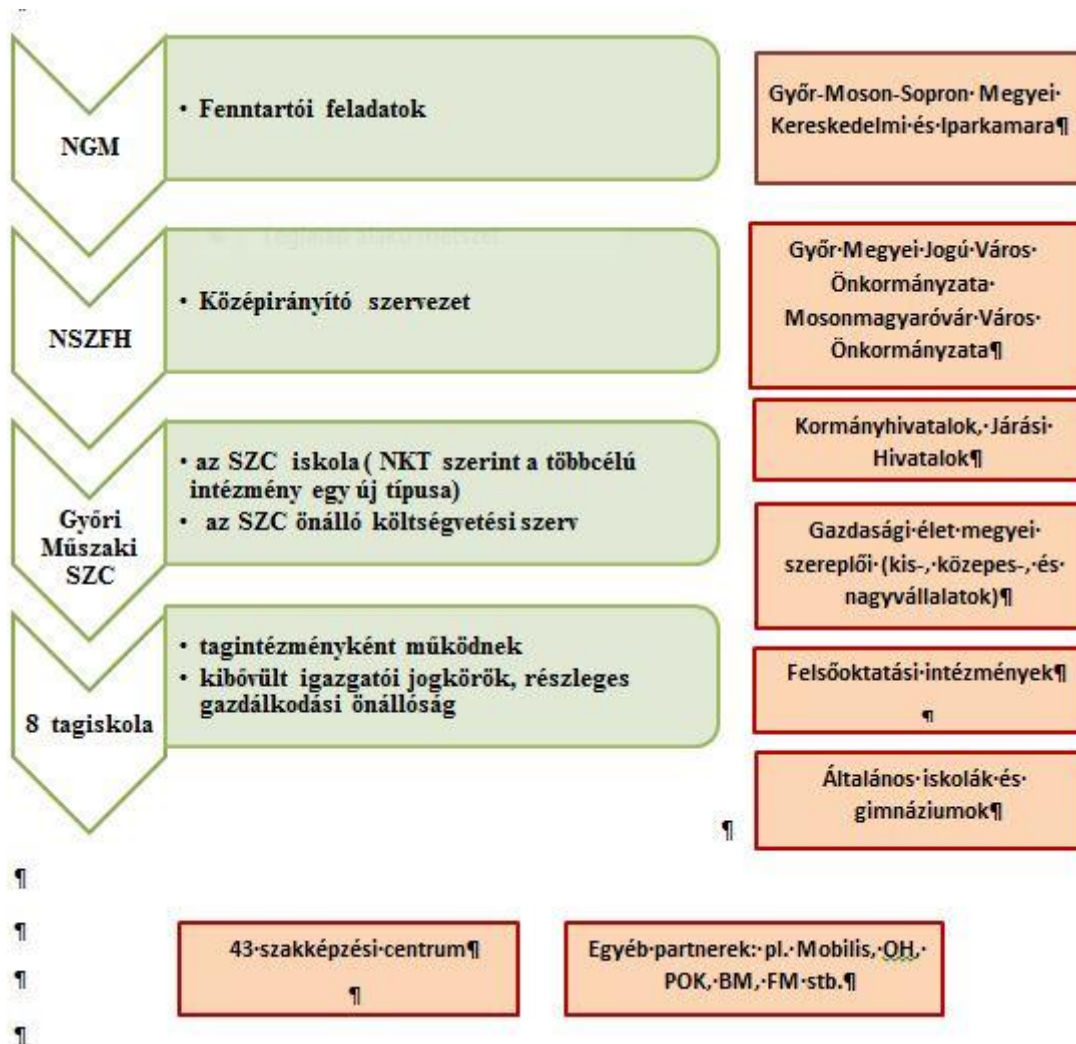 NGM
• Fenntartói feladatok
NSZFH
• Középirányító szervezet
Győri
Műszaki
SZC
• az SZC iskola ( NKT szerint a többcélú
intézmény egy új típusa)
• az SZC önálló költségvetési szerv
8 tagiskola
• tagintézményként működnek
• kibővült igazgatói jogkörök, részleges
gazdálkodási önállóság
Győr-Moson-Sopron· Megyei·
Kereskedelmi·és·Iparkamara¶
Győr·Megyei·Jogú·Város·
Önkormányzata·
Mosonmagyaróvár·Város·
Önkormányzata¶
Kormányhivatalok,·Járási·
Hivatalok¶
Gazdasági·élet·megyei·
szereplői·(kis-,·közepes-,·és·
nagyvállalatok)¶
Felsőoktatási·intézmények¶
¶
Általános·iskolák·és·
gimnáziumok¶
¶
¶
¶
¶
¶
43·szakképzési·centrum¶
¶
Egyéb·partnerek:·pl.·Mobilis,·OH,·
POK,·BM,·FM·stb.¶